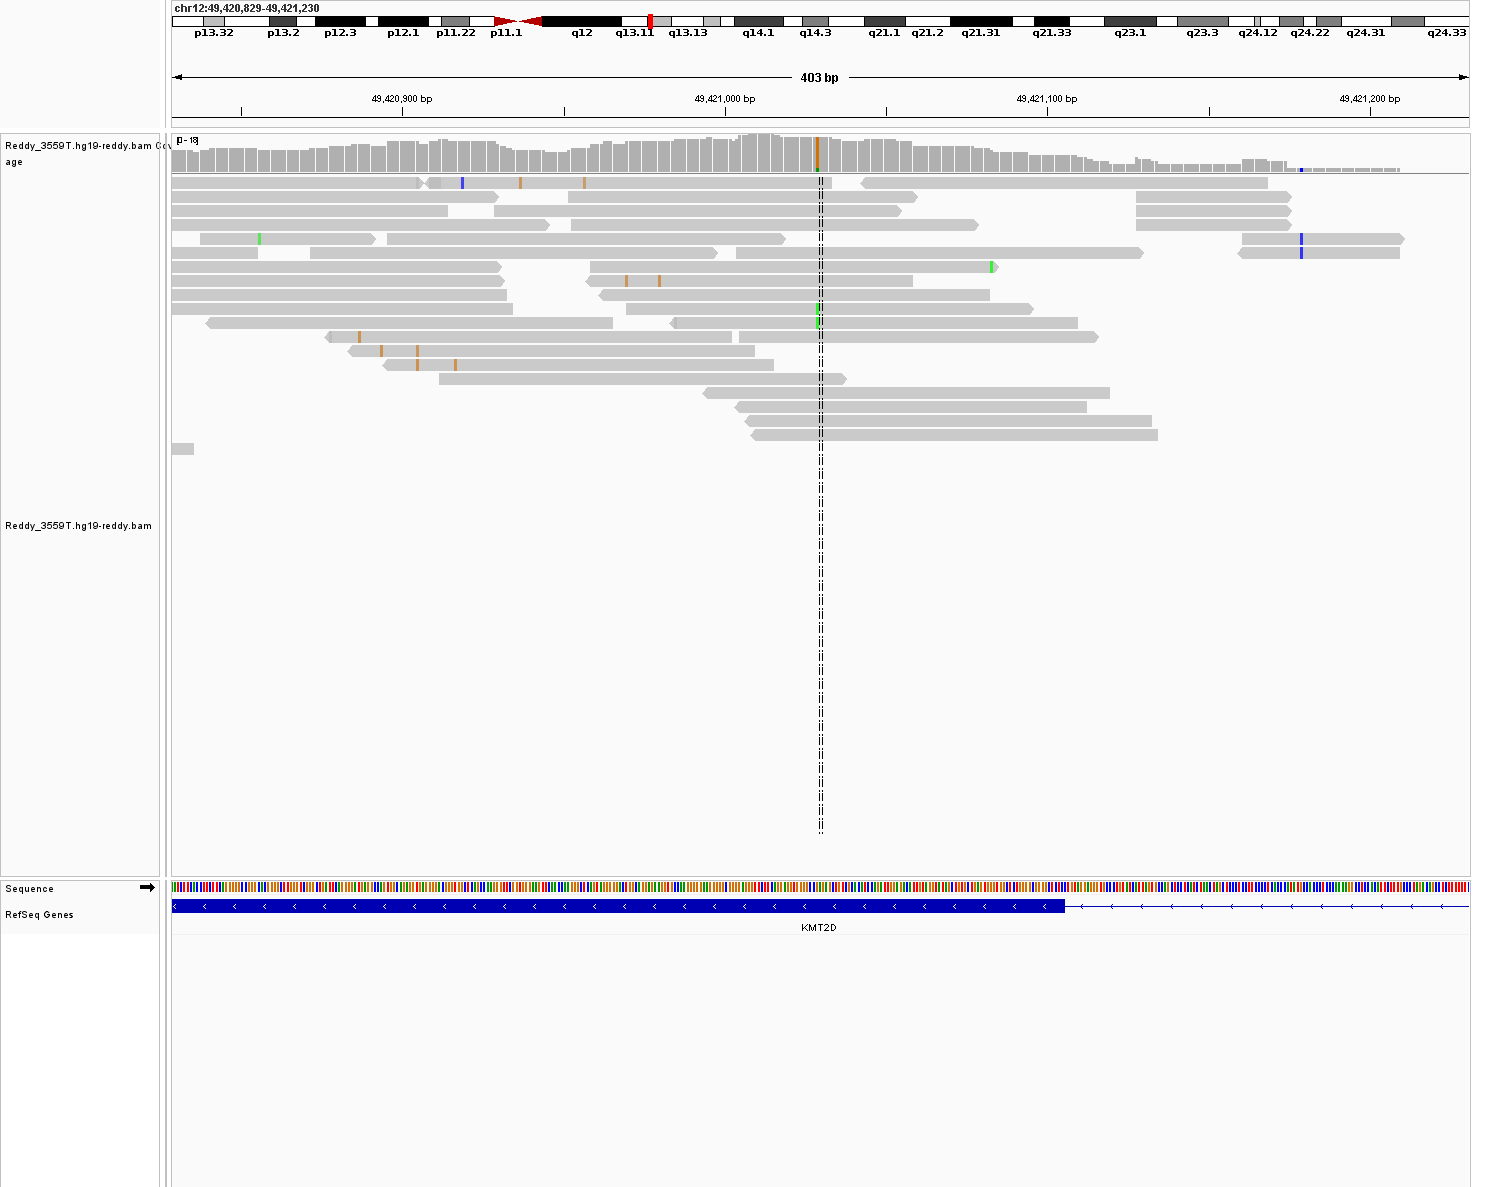 chr12:49,420,829-49,421,230
p13.32 p13.2 p12.3 p12.1 p11.22 p11.1 q12 q13.11 q13.13 q14.1 q14.3 q21.1 q21.2 q21.31 q21.33 q23.1 q23.3 q24.12 q24.22 q24.31 q24.33
403 bp
49,420,900 bp 49,421,000 bp 49,421,100 bp 49,421,200 bp
[0 - 18]
Reddy_3559T.hg19-reddy.bam Cov
age
Reddy_3559T.hg19-reddy.bam
Sequence
RefSeq Genes
KMT2D